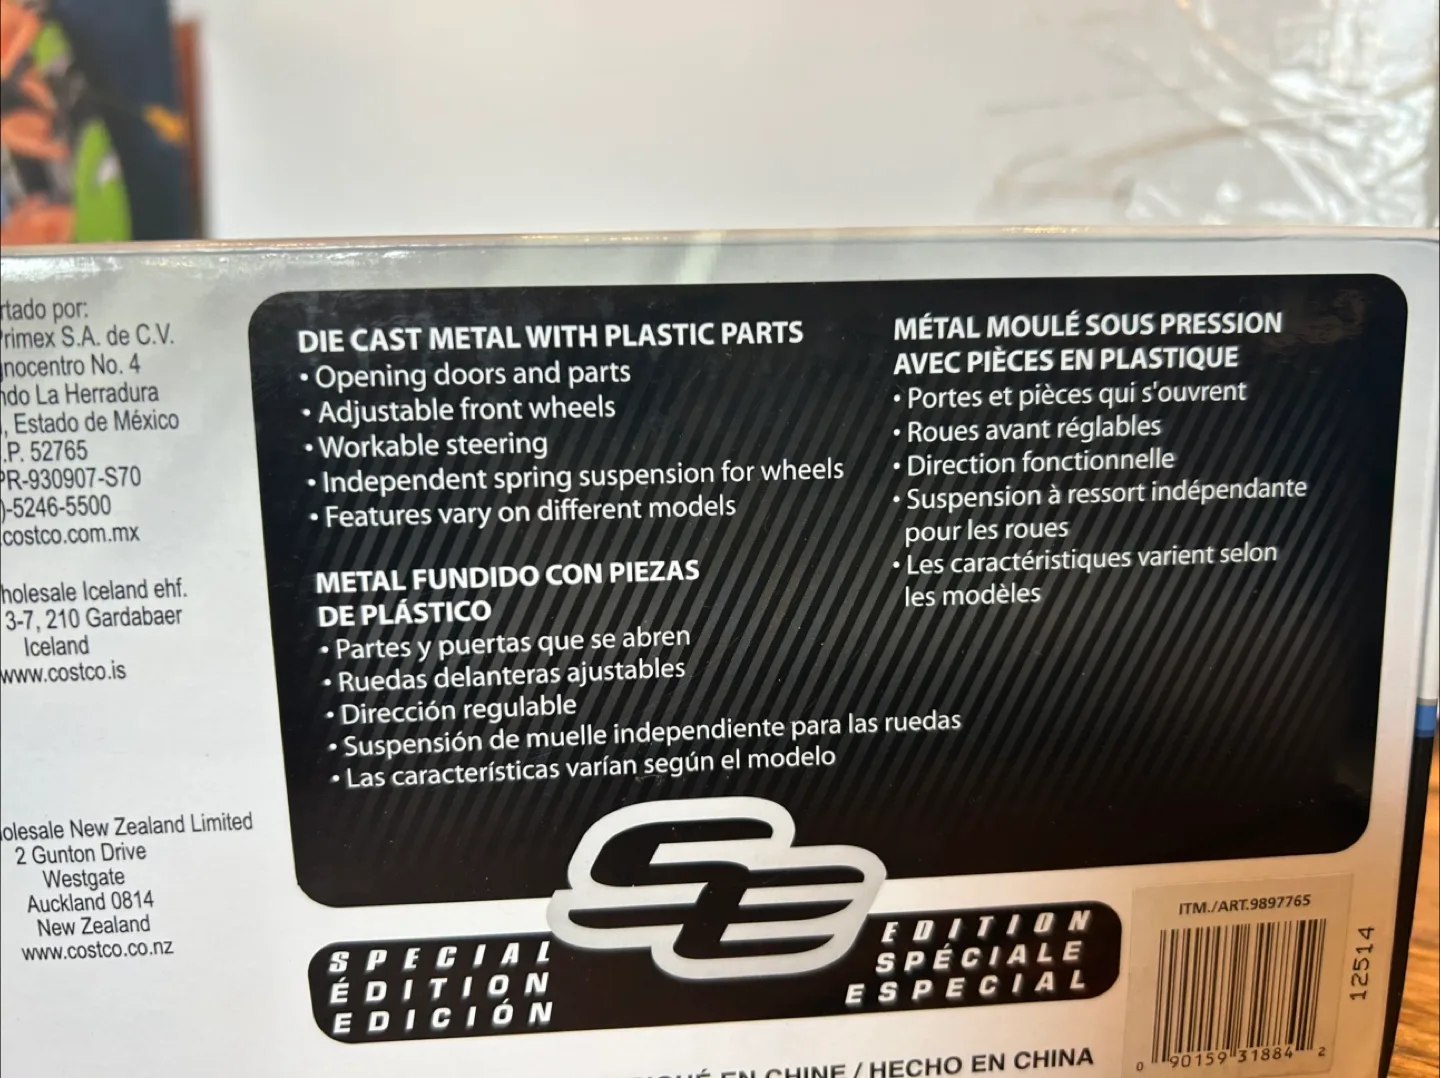 por:
S.A. de C.V.
No. 4
La Herradura
, Estado de México
.P. 52765
-930907-S70
)-5246-5500
costco.com.mx
Iceland ehf.
3-7, 210 Gardabaer
Iceland
www.costco.is
New Zealand Limited
2 Gunton Drive
Westgate
Auckland 0814
New Zealand
www.costco.co.nz
DIE CAST METAL WITH PLASTIC PARTS
• Opening doors and parts
• Adjustable front wheels
• Workable steering
• Independent spring suspension for wheels
• Features vary on different models
METAL FUNDIDO CON PIEZAS
DE PLÁSTICO
• Partes y puertas que se abren
• Ruedas delanteras ajustables
• Dirección regulable
• Suspensión de muelle independiente para las ruedas
• Las características varían según el modelo
MÉTAL MOULÉ SOUS PRESSION
AVEC PIÈCES EN PLASTIQUE
• Portes et pièces qui s'ouvrent
• Roues avant réglables
• Direction fonctionnelle
• Suspension à ressort indépendante
pour les roues
• Les caractéristiques varient selon
les modèles
SE
SPECIAL EDITION
ÉDITION SPÉCIALE
EDICIÓN ESPECIAL
ITM./ART.9897765
0 90159 31884 2
12514
EN CHINE / HECHO EN CHINA